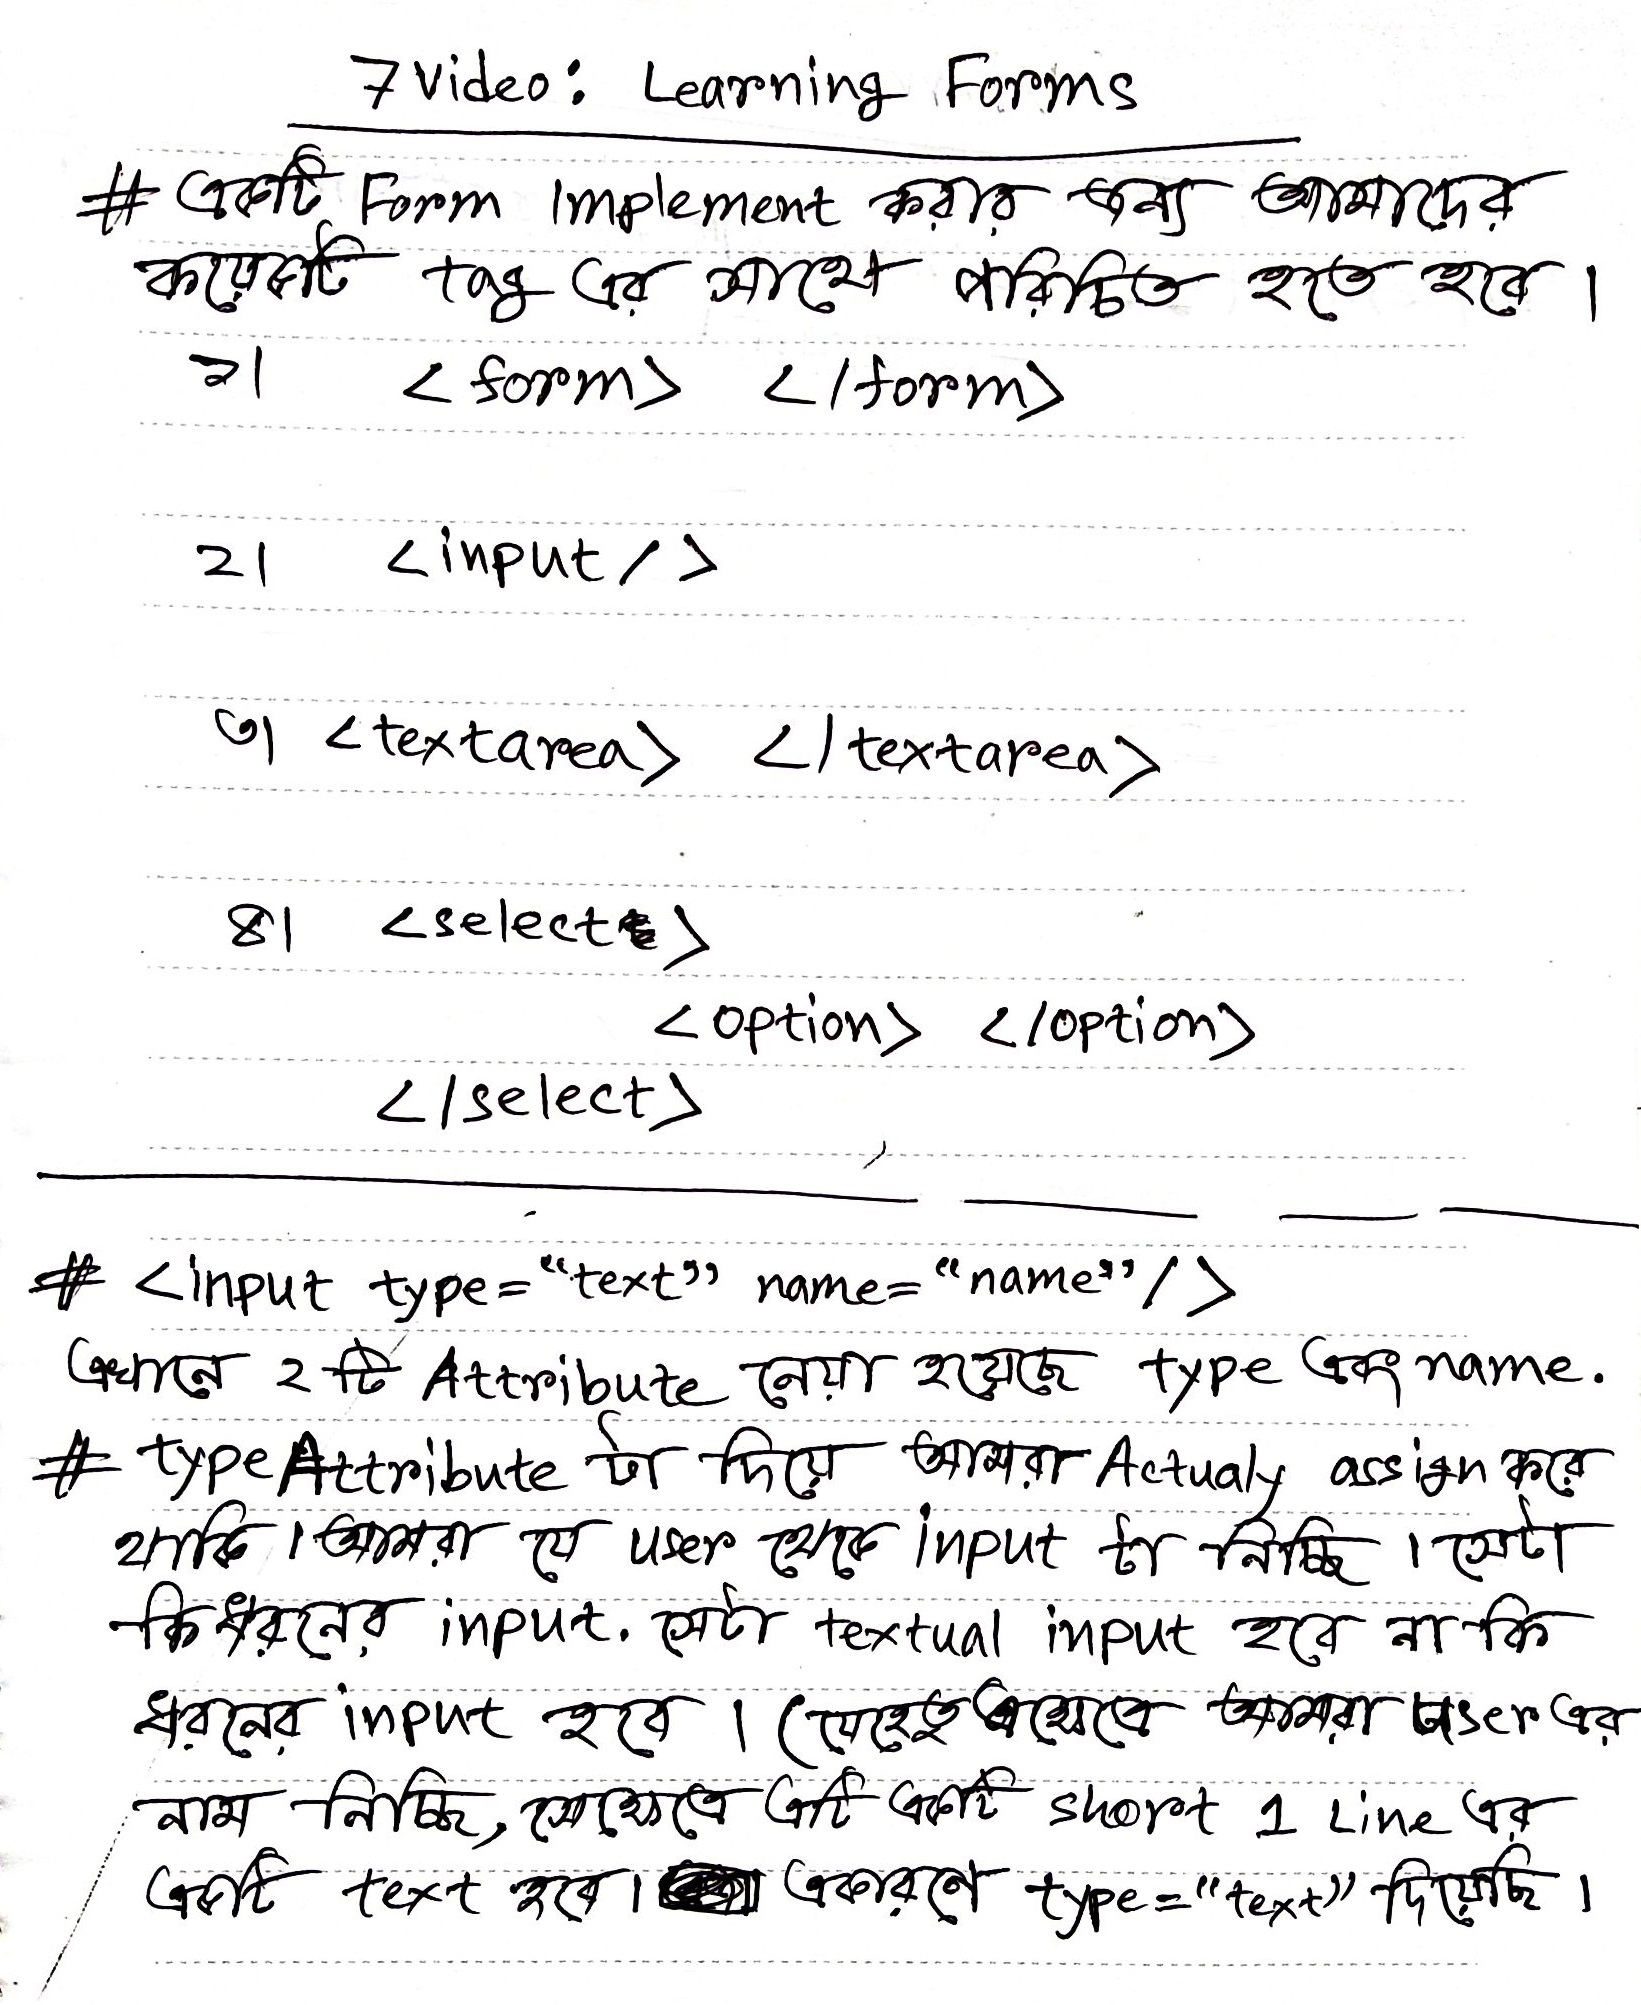 7 Video: Learning Forms
# একটি Form Implement করার জন্য আমাদের
কয়েকটি tag এর সাথে পরিচিত হতে হবে ।
১। <form> </form>
২। <input/>
৩। <textarea> </textarea>
৪। <select>
<option> </option>
</select>
# <input type="text" name="name"/>
এখানে ২ টি Attribute নেয়া হয়েছে type এবং name.
# type Attribute টা দিয়ে আমরা Actualy assign করে
থাকি । আমরা যে user থেকে input টা নিচ্ছি । সেটা
কি ধরনের input. সেটা textual input হবে না কি
ধরনের input হবে । (যেহেতু এক্ষেত্রে আমরা user এর
নাম নিচ্ছি, সেক্ষেত্রে এটি একটি short 1 Line এর
একটি text হবে । একারণে type="text" দিয়েছি ।